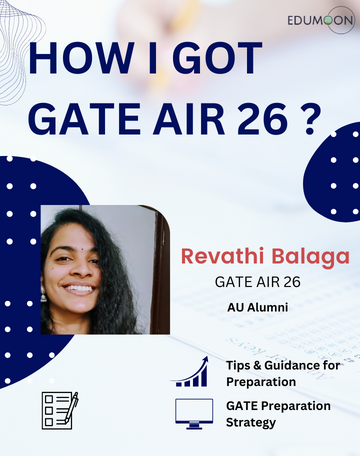 EDUMOON
HOW I GOT
GATE AIR 26 ?
Revathi Balaga
GATE AIR 26
AU Alumni
Tips & Guidance for
Preparation
GATE Preparation
Strategy